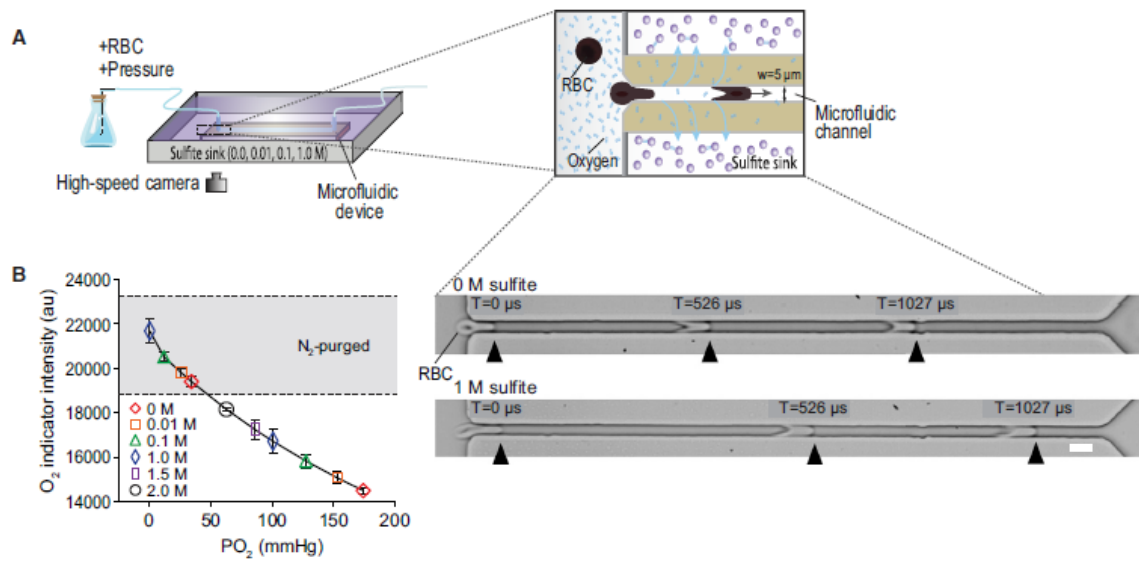 A
+RBC
+Pressure
Sulfite sink (0.0, 0.01, 0.1, 1.0 M)
High-speed camera
Microfluidic
device
RBC
w=5 µm
Microfluidic
channel
Oxygen
Sulfite sink
B
O2 indicator intensity (au)
24000
22000
20000
18000
16000
14000
N2-purged
0 M
0.01 M
0.1 M
1.0 M
1.5 M
2.0 M
0
50
100
150
200
PO2 (mmHg)
0 M sulfite
T=0 µs
T=526 µs
T=1027 µs
RBC
1 M sulfite
T=0 µs
T=526 µs
T=1027 µs